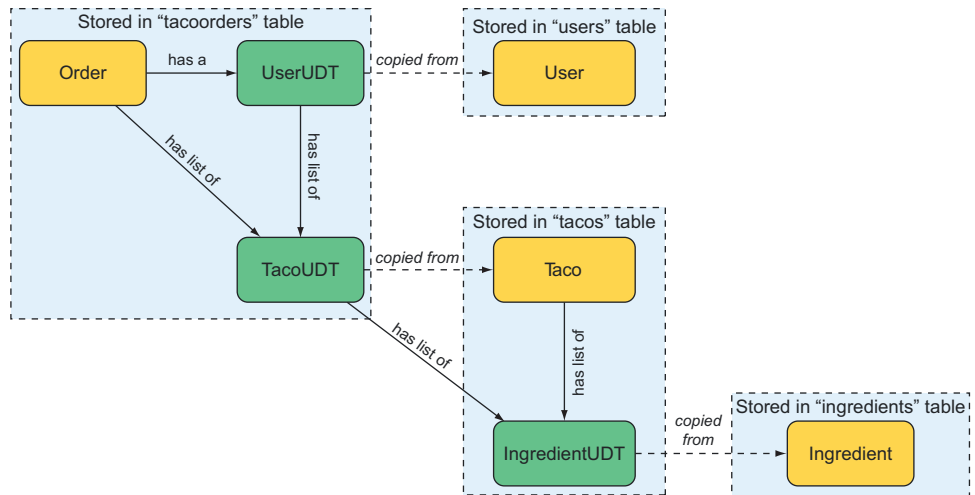 Stored in “tacoorders” table
Stored in “users” table
Order
has a
UserUDT
copied from
User
has list of
has list of
Stored in “tacos” table
TacoUDT
copied from
Taco
has list of
has list of
Stored in “ingredients” table
IngredientUDT
copied
from
Ingredient